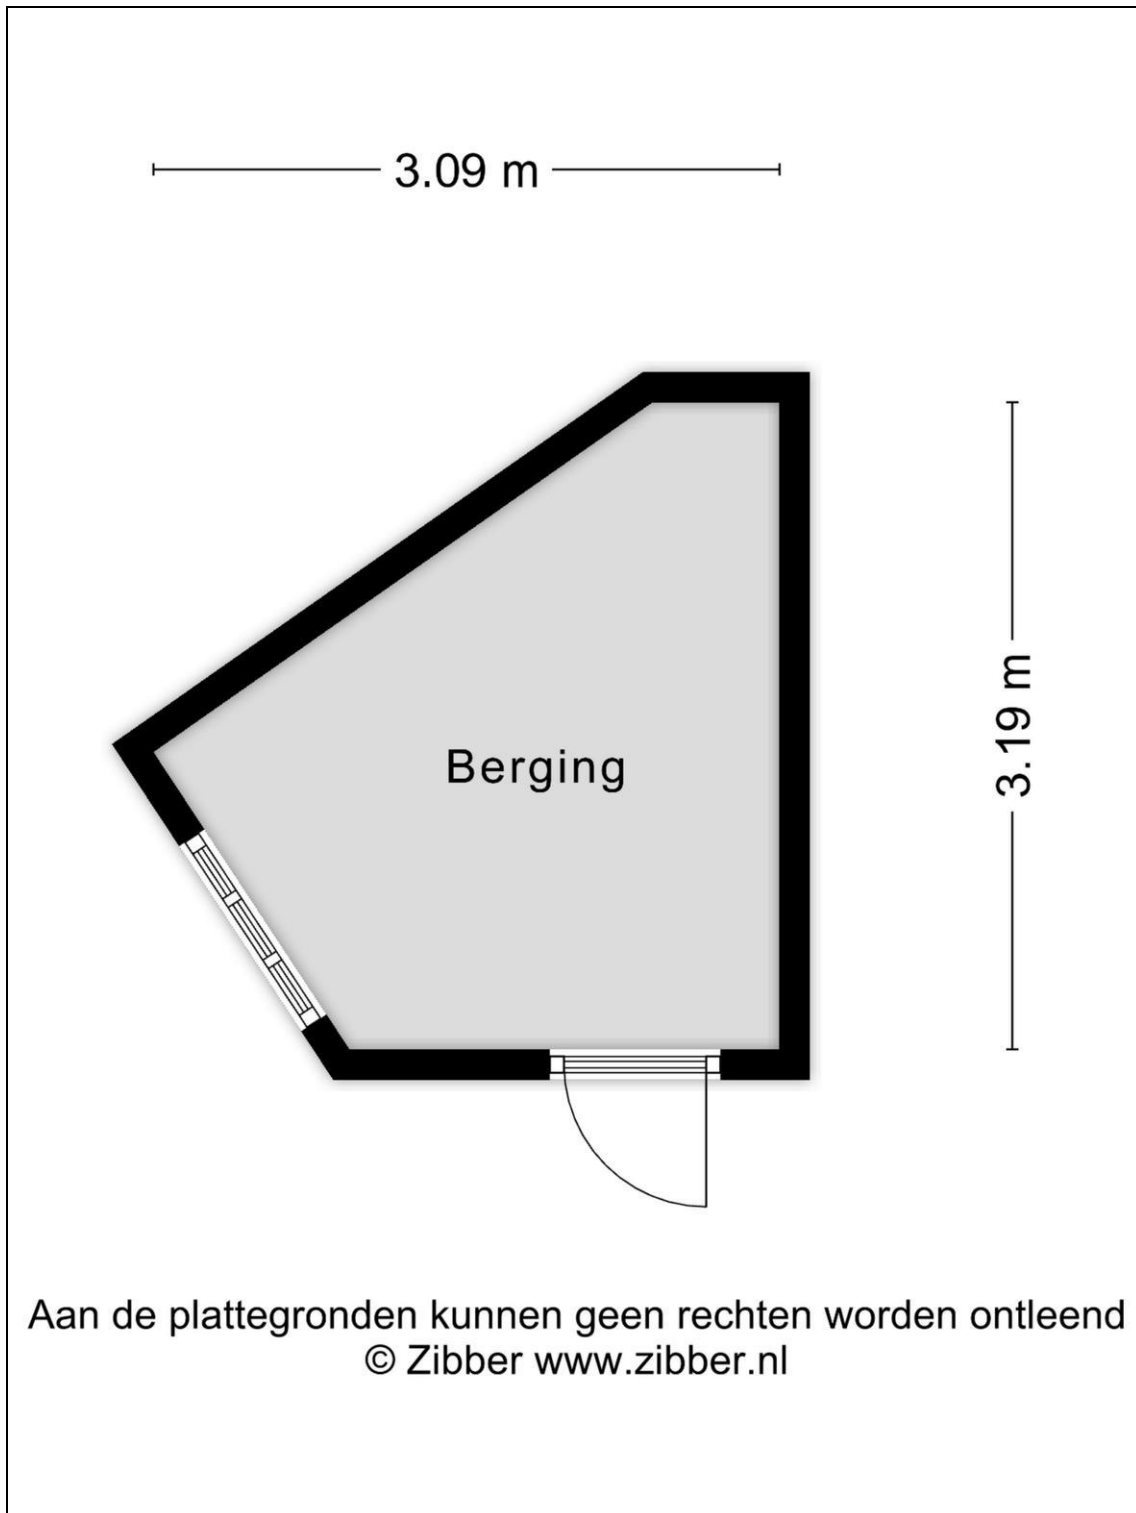 3.09 m
Berging
3.19 m
Aan de plattegronden kunnen geen rechten worden ontleend
© Zibber www.zibber.nl